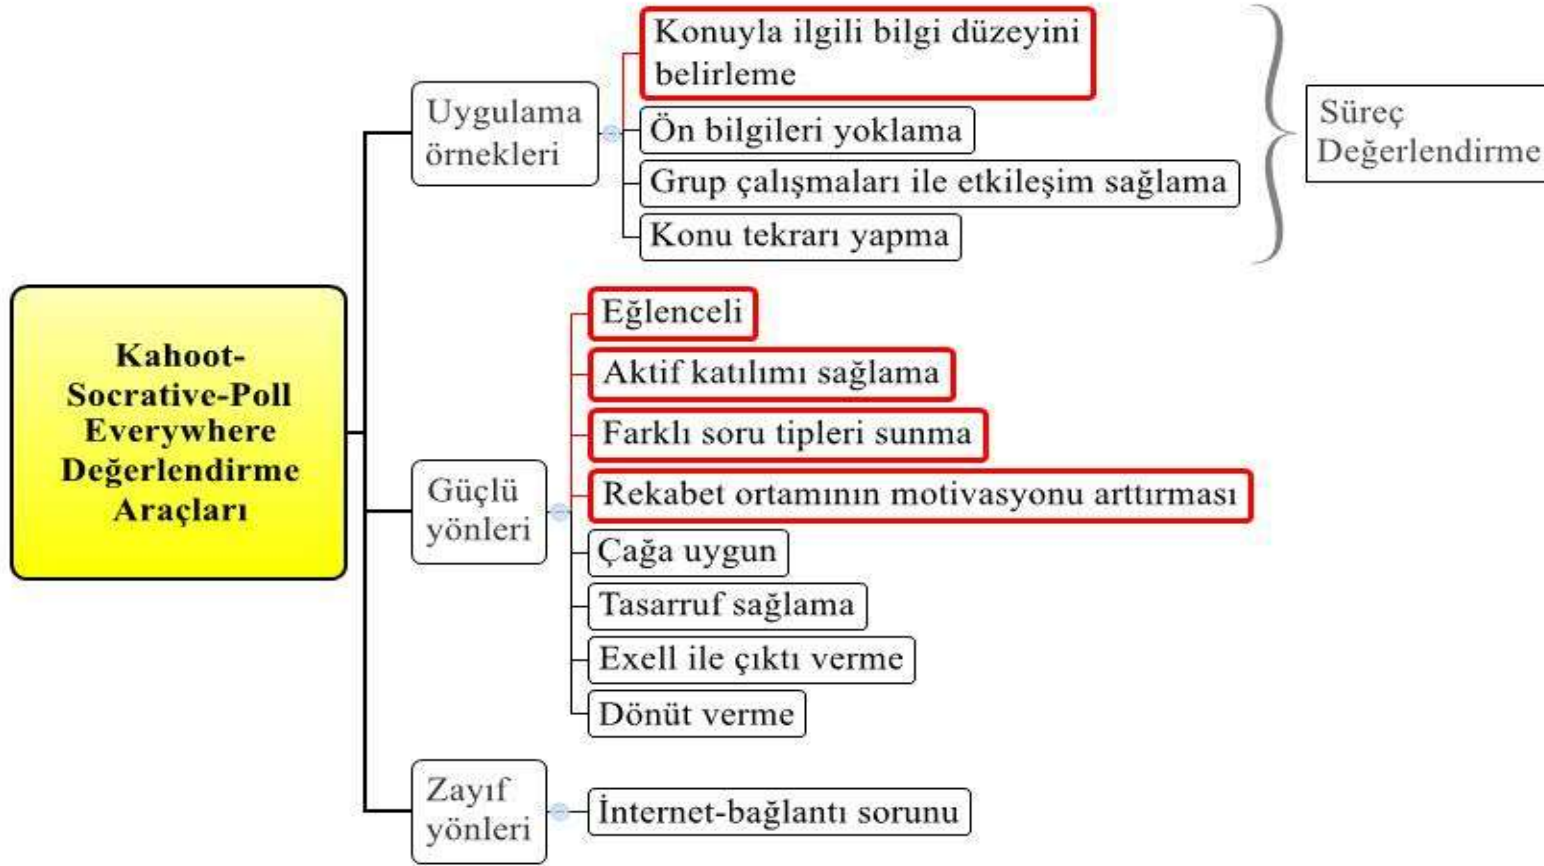 Kahoot-
Socrative-Poll
Everywhere
Değerlendirme
Araçları
Uygulama
örnekleri
Konuyla ilgili bilgi düzeyini
belirleme
Ön bilgileri yoklama
Grup çalışmaları ile etkileşim sağlama
Konu tekrarı yapma
Süreç
Değerlendirme
Güçlü
yönleri
Eğlenceli
Aktif katılımı sağlama
Farklı soru tipleri sunma
Rekabet ortamının motivasyonu arttırması
Çağa uygun
Tasarruf sağlama
Exell ile çıktı verme
Dönüt verme
Zayıf
yönleri
İnternet-bağlantı sorunu